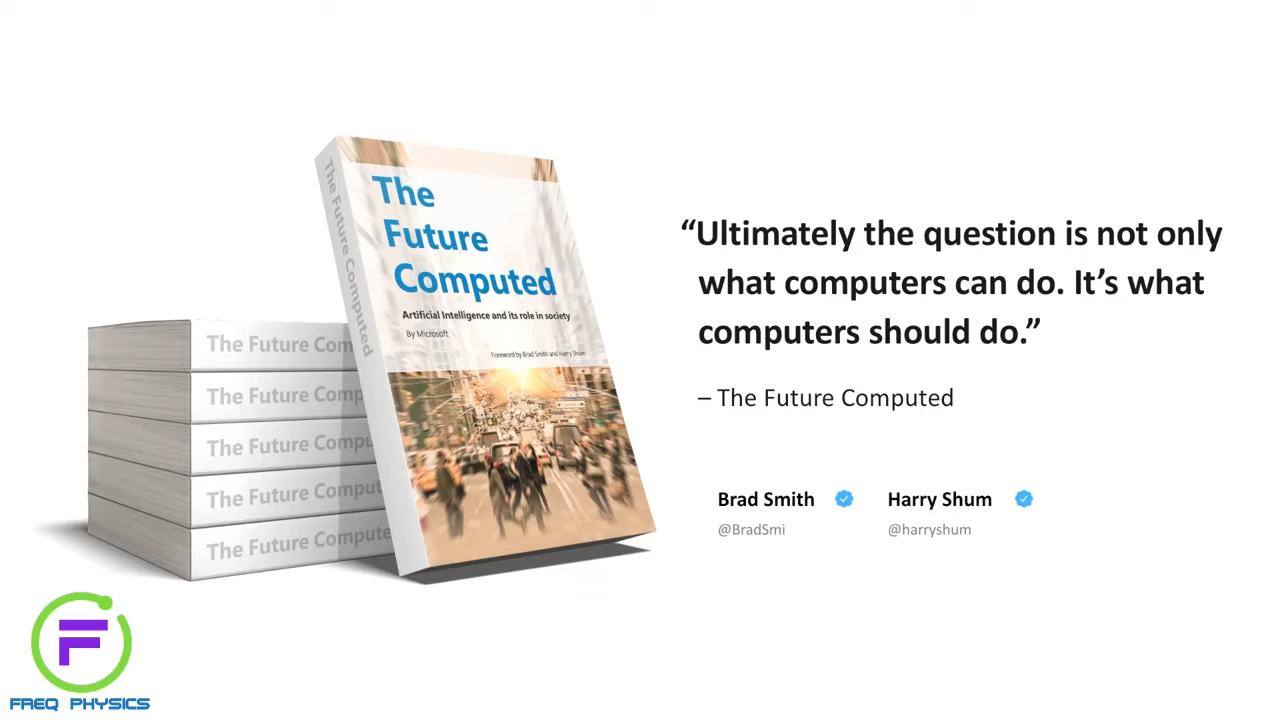 The Future Computed
The
Future
Computed
Artificial Intelligence and its role in society
By Microsoft
Foreword by Brad Smith and Harry Shum
The Future Com
The Future Comp
The Future Compu
The Future Comput
The Future Compute
“Ultimately the question is not only
what computers can do. It’s what
computers should do.”
– The Future Computed
Brad Smith
Harry Shum
@BradSmi
@harryshum
F
FREQ PHYSICS